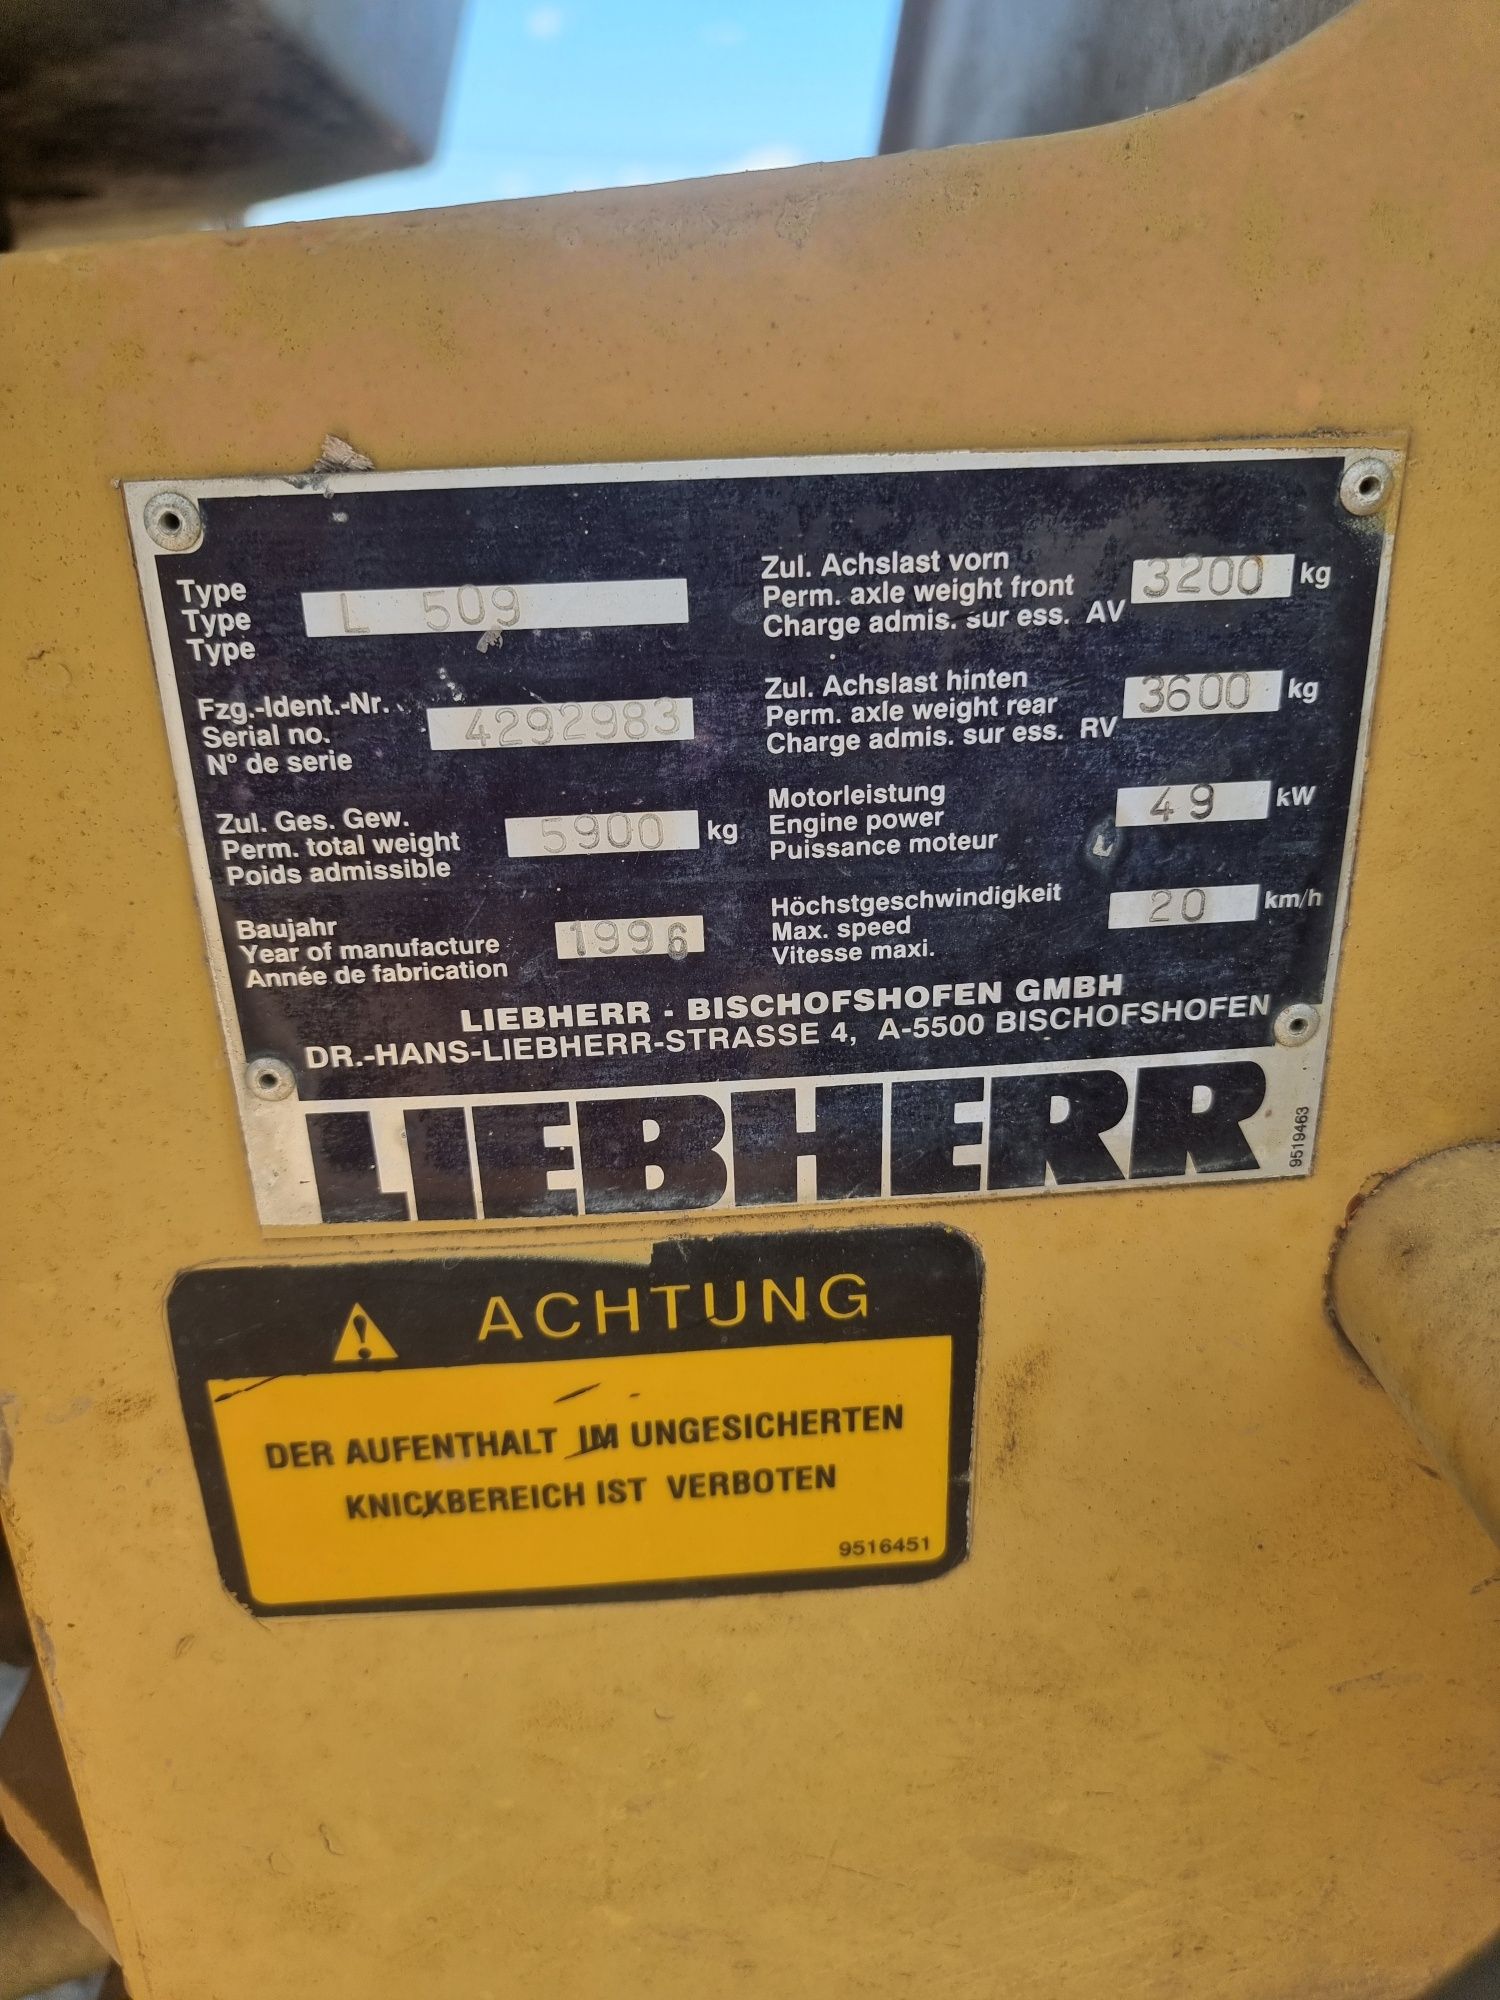 Type
Type
Type
L 509
Fzg.-Ident.-Nr.
Serial no.
N° de serie
4292983
Zul. Ges. Gew.
Perm. total weight
Poids admissible
5900 kg
Baujahr
Year of manufacture
Année de fabrication
1996
Zul. Achslast vorn
Perm. axle weight front
Charge admis. sur ess. AV
3200 kg
Zul. Achslast hinten
Perm. axle weight rear
Charge admis. sur ess. RV
3600 kg
Motorleistung
Engine power
Puissance moteur
49 kW
Höchstgeschwindigkeit
Max. speed
Vitesse maxi.
20 km/h
LIEBHERR - BISCHOFSHOFEN GMBH
DR.-HANS-LIEBHERR-STRASSE 4, A-5500 BISCHOFSHOFEN
LIEBHERR
9519463
ACHTUNG
DER AUFENTHALT IM UNGESICHERTEN
KNICKBEREICH IST VERBOTEN
9516451